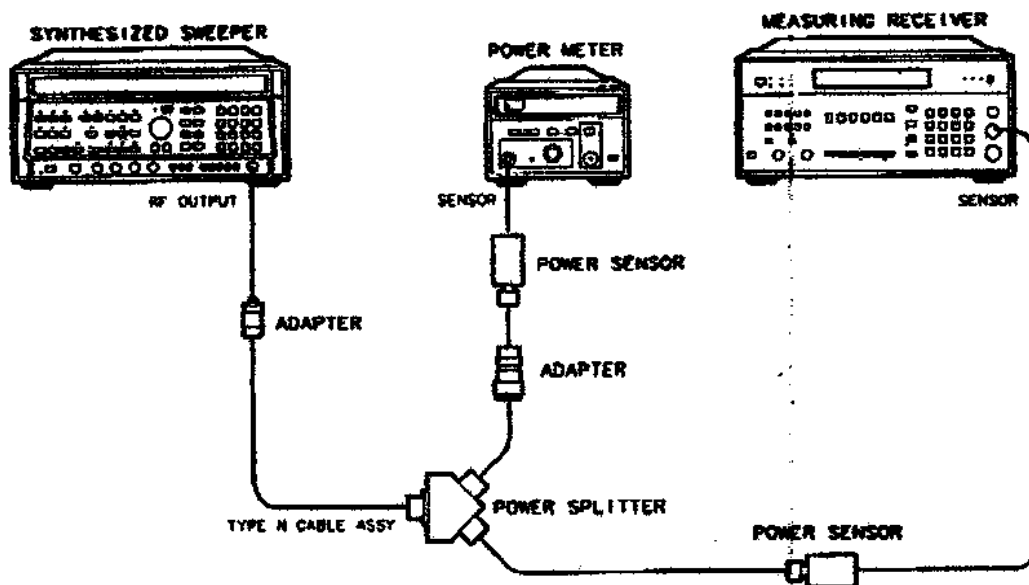 SYNTHESIZED SWEEPER
POWER METER
MEASURING RECEIVER
RF OUTPUT
SENSOR
SENSOR
POWER SENSOR
ADAPTER
ADAPTER
POWER SPLITTER
TYPE N CABLE ASSY
POWER SENSOR